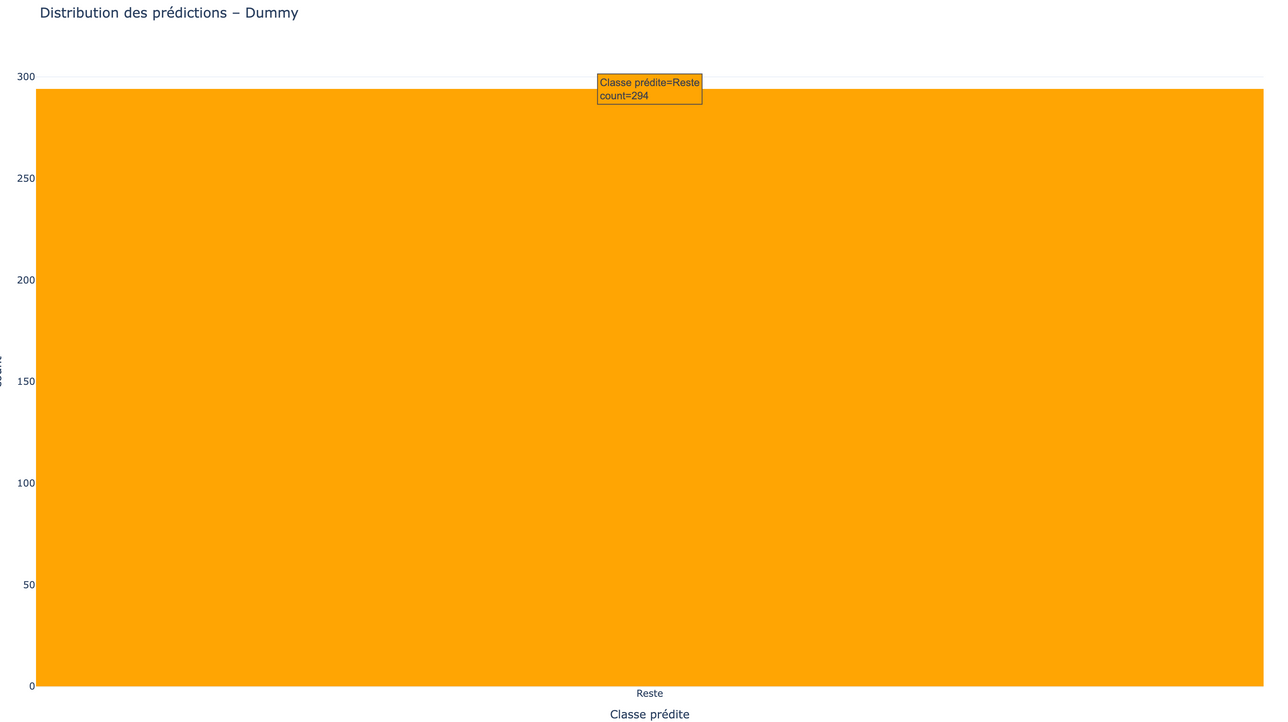 Distribution des prédictions – Dummy
300
Classe prédite=Reste
count=294
250
200
150
100
50
0
Reste
Classe prédite